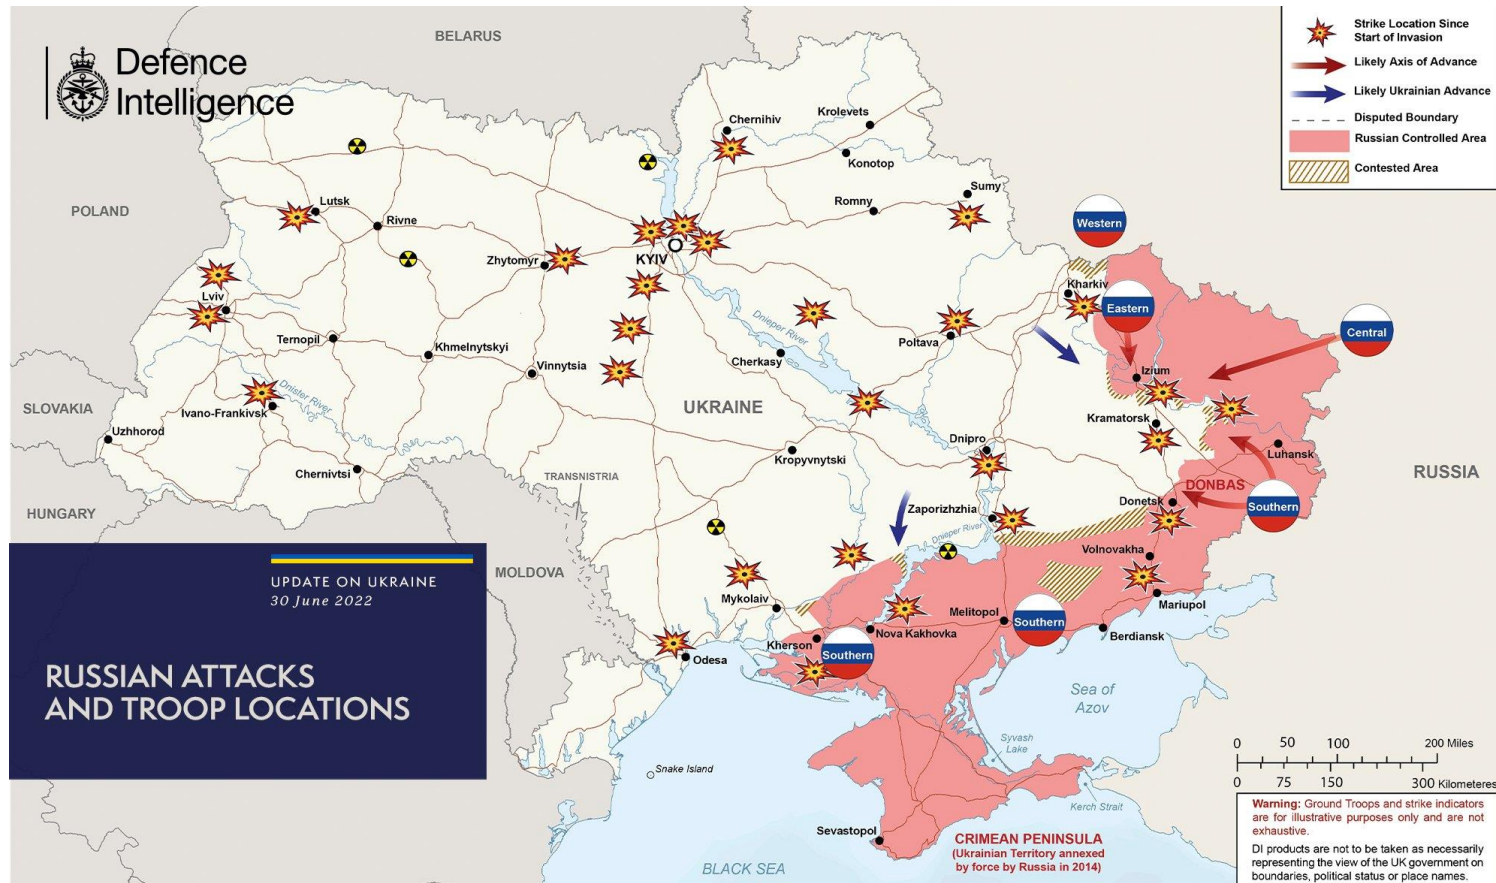 Defence
Intelligence
BELARUS
POLAND
SLOVAKIA
HUNGARY
MOLDOVA
TRANSNISTRIA
UKRAINE
RUSSIA
Strike Location Since
Start of Invasion
Likely Axis of Advance
Likely Ukrainian Advance
Disputed Boundary
Russian Controlled Area
Contested Area
Chernihiv
Krolevets
Konotop
Sumy
Romny
Lutsk
Rivne
Zhytomyr
KYIV
Western
Kharkiv
Eastern
Central
Lviv
Ternopil
Khmelnytskyi
Vinnytsia
Dnieper River
Cherkasy
Poltava
Izium
Ivano-Frankivsk
Dnister River
Uzhhorod
Chernivtsi
Kropyvnytski
Dnipro
Kramatorsk
Luhansk
DONBAS
Donetsk
Southern
Zaporizhzhia
Dnieper River
Volnovakha
Mariupol
Mykolaiv
Melitopol
Southern
Berdiansk
Kherson
Nova Kakhovka
Southern
Odesa
Sea of
Azov
Syvash
Lake
Snake Island
Kerch Strait
Sevastopol
CRIMEAN PENINSULA
(Ukrainian Territory annexed
by force by Russia in 2014)
BLACK SEA
UPDATE ON UKRAINE
30 June 2022
RUSSIAN ATTACKS
AND TROOP LOCATIONS
0 50 100 200 Miles
0 75 150 300 Kilometeres
Warning: Ground Troops and strike indicators
are for illustrative purposes only and are not
exhaustive.
DI products are not to be taken as necessarily
representing the view of the UK government on
boundaries, political status or place names.